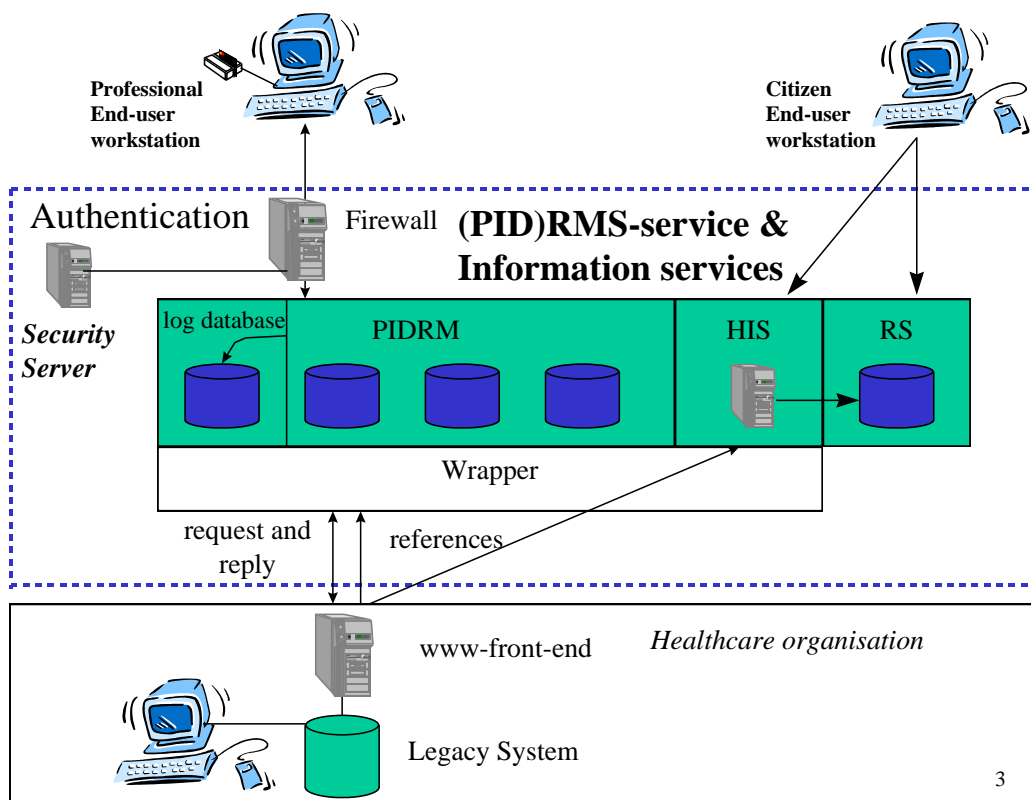 Professional
End-user
workstation
Citizen
End-user
workstation
Authentication
Firewall
(PID)RMS-service &
Information services
Security
Server
log database
PIDRM
HIS
RS
Wrapper
request and
reply
references
www-front-end
Healthcare organisation
Legacy System
3